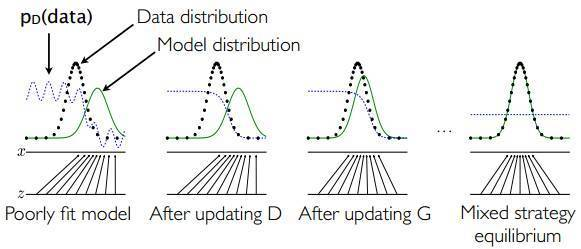 pD(data)
Data distribution
Model distribution
...
x
z
Poorly fit model
After updating D
After updating G
Mixed strategy
equilibrium